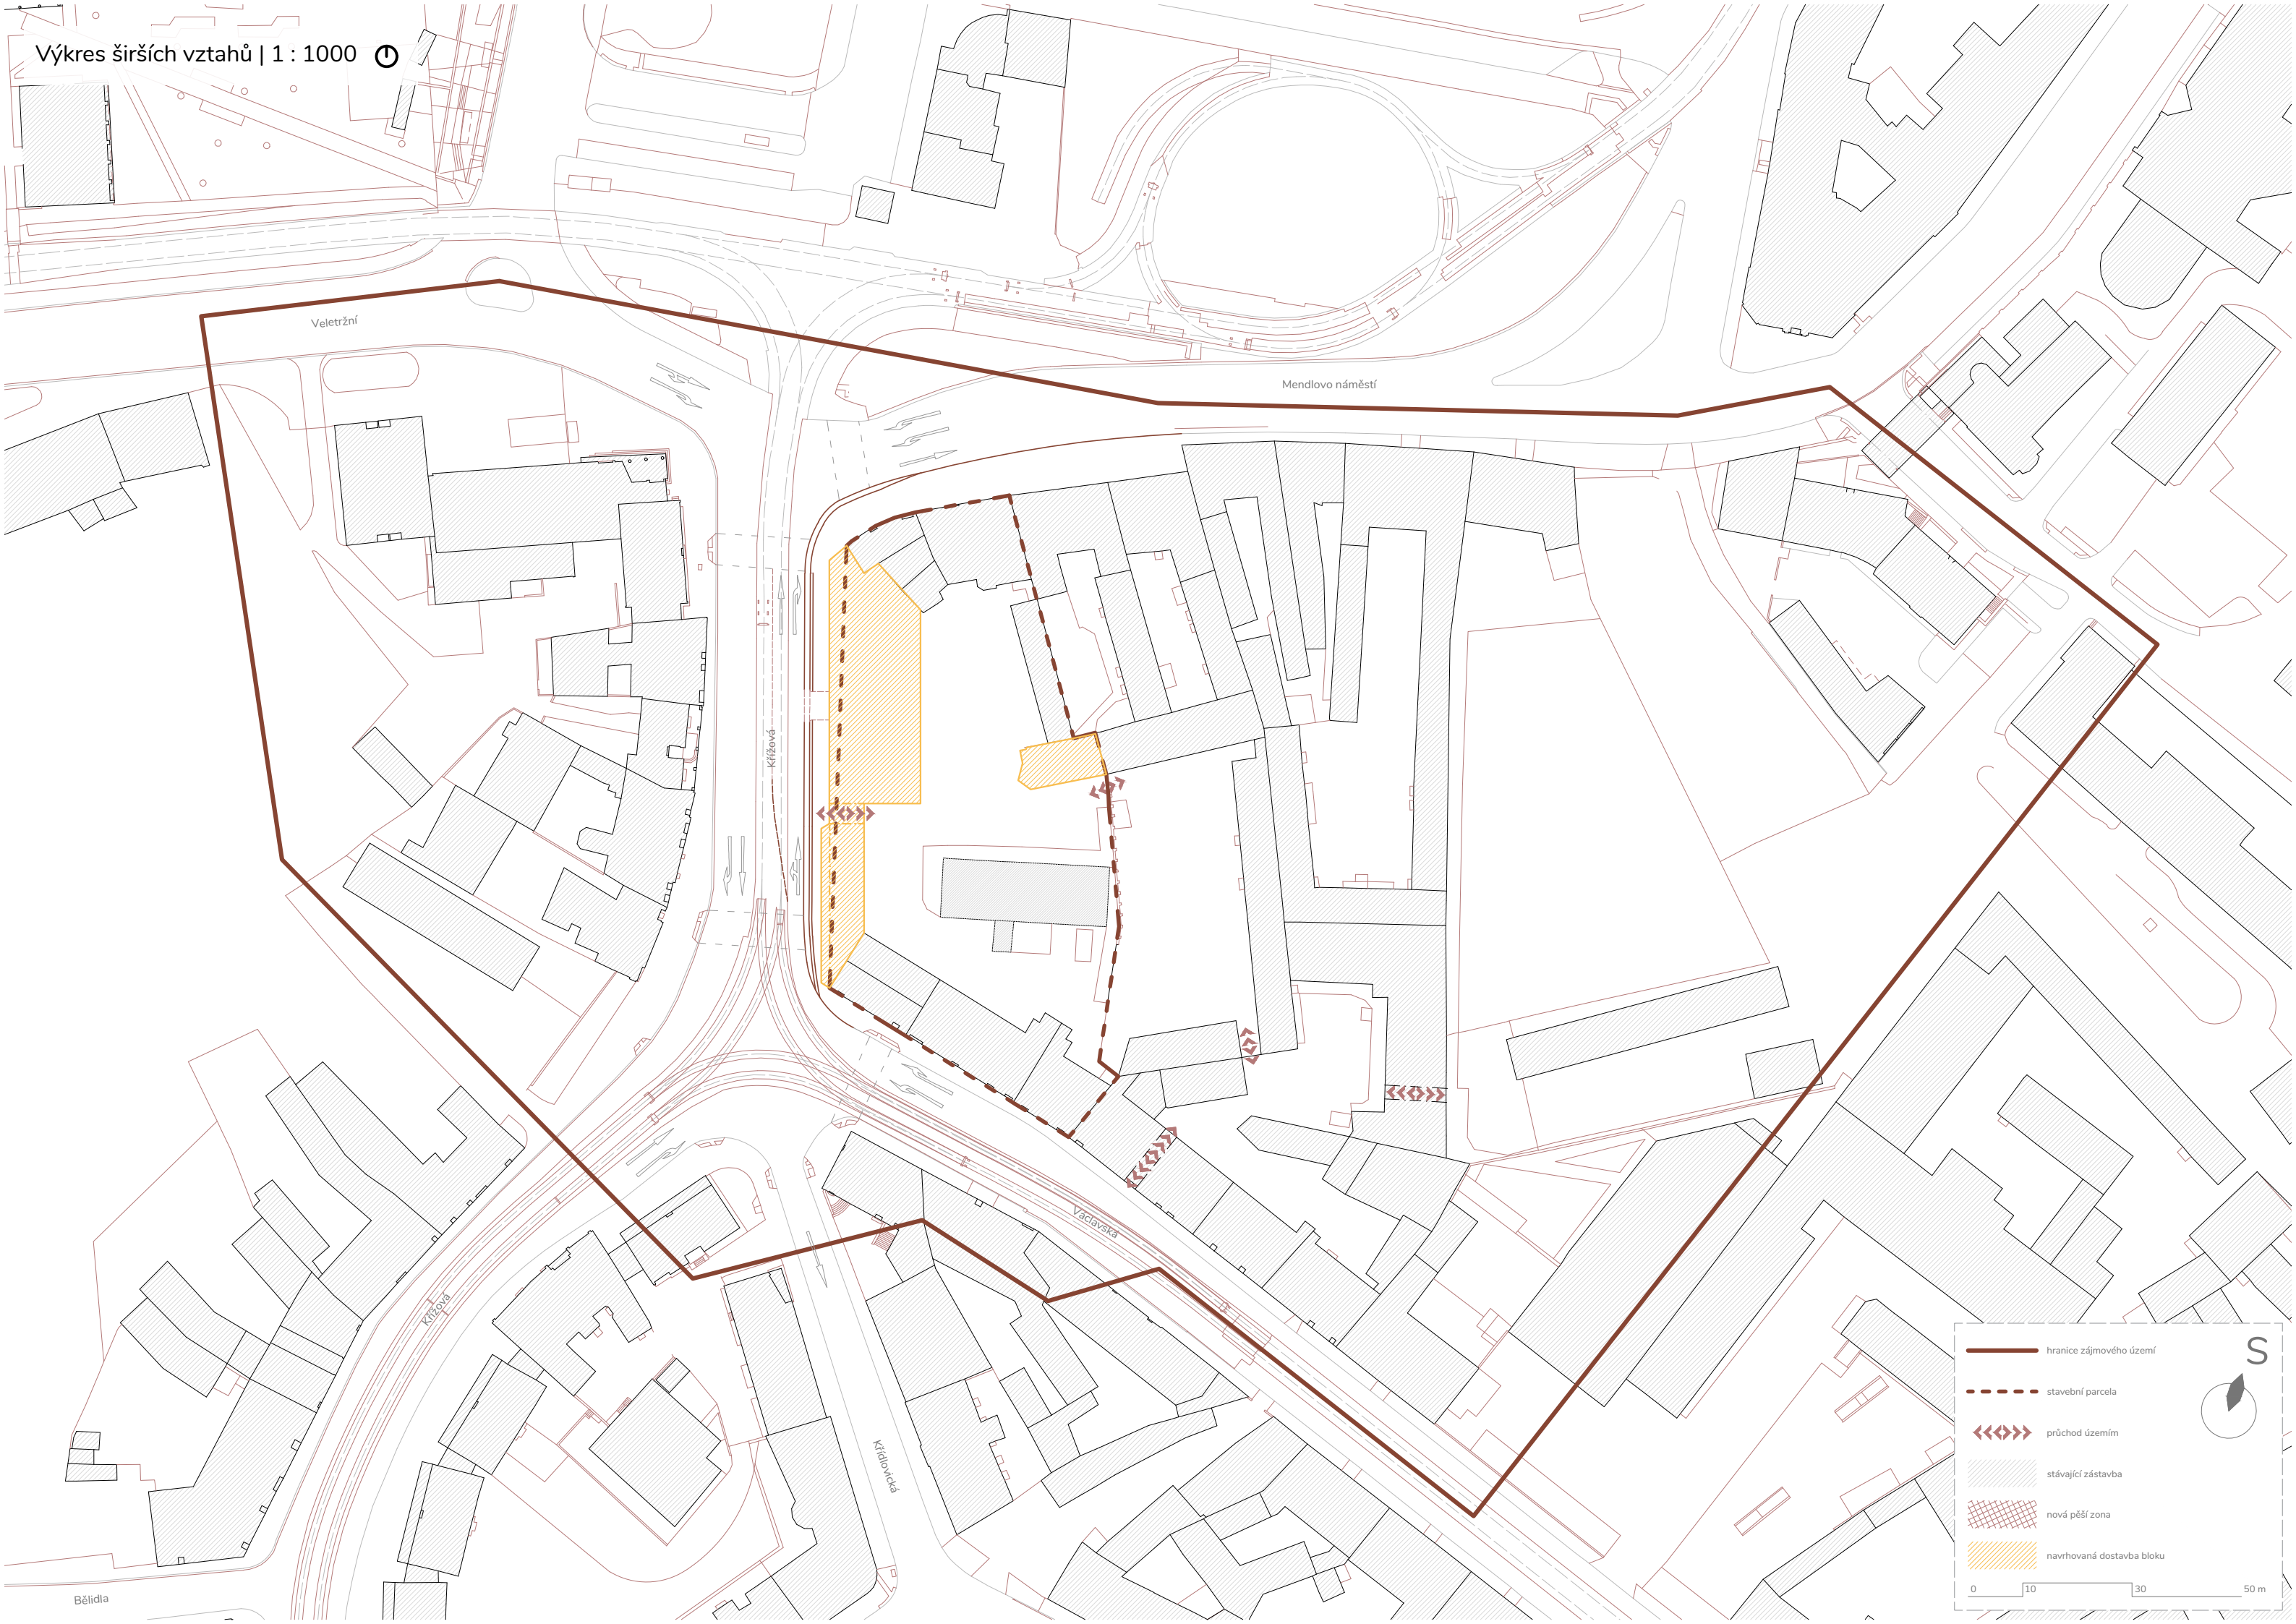 Výkres širších vztahů | 1 : 1000
Veletržní
Mendlovo náměstí
Křížová
Václavská
Křížová
Křídlovická
Bělidla
S
hranice zájmového území
stavební parcela
průchod územím
stávající zástavba
nová pěší zona
navrhovaná dostavba bloku
0 10 30 50 m